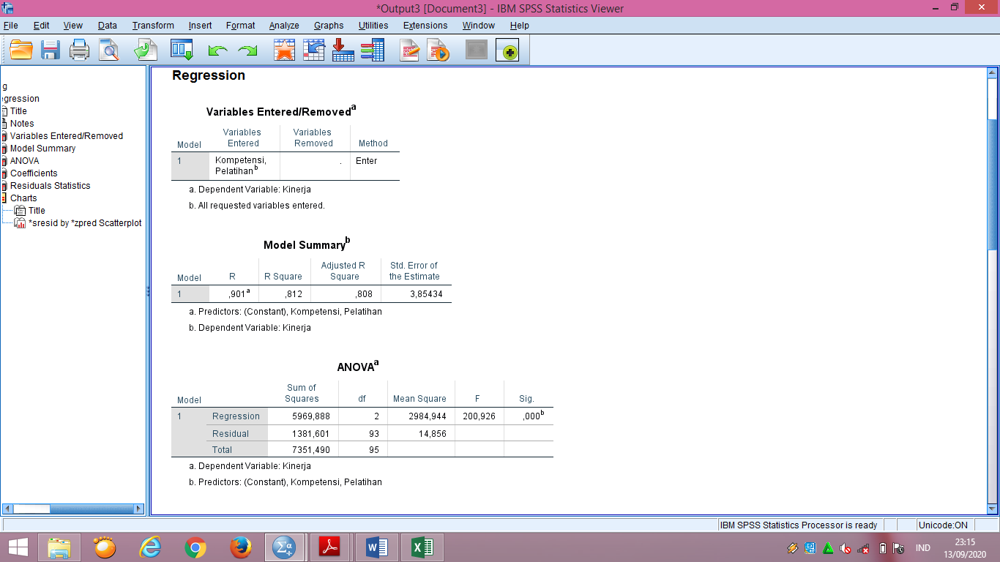 *Output3 [Document3] - IBM SPSS Statistics Viewer
File Edit View Data Transform Insert Format Analyze Graphs Utilities Extensions Window Help
g
gression
Title
Notes
Variables Entered/Removed
Model Summary
ANOVA
Coefficients
Residuals Statistics
Charts
Title
*sresid by *zpred Scatterplot
Regression
Variables Entered/Removeda
Model Variables Entered Variables Removed Method
1 Kompetensi, Pelatihanb . Enter
a. Dependent Variable: Kinerja
b. All requested variables entered.
Model Summaryb
Model R R Square Adjusted R Square Std. Error of the Estimate
1 ,901a ,812 ,808 3,85434
a. Predictors: (Constant), Kompetensi, Pelatihan
b. Dependent Variable: Kinerja
ANOVAa
Model Sum of Squares df Mean Square F Sig.
1 Regression 5969,888 2 2984,944 200,926 ,000b
Residual 1381,601 93 14,856
Total 7351,490 95
a. Dependent Variable: Kinerja
b. Predictors: (Constant), Kompetensi, Pelatihan
IBM SPSS Statistics Processor is ready Unicode:ON
IND 23:15
13/09/2020